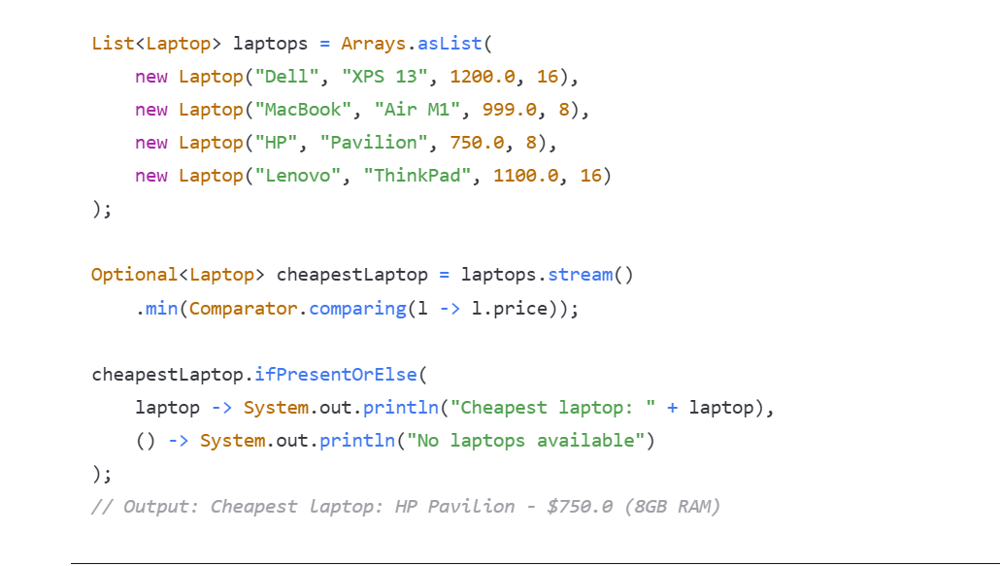 List<Laptop> laptops = Arrays.asList(
    new Laptop("Dell", "XPS 13", 1200.0, 16),
    new Laptop("MacBook", "Air M1", 999.0, 8),
    new Laptop("HP", "Pavilion", 750.0, 8),
    new Laptop("Lenovo", "ThinkPad", 1100.0, 16)
);
Optional<Laptop> cheapestLaptop = laptops.stream()
    .min(Comparator.comparing(l -> l.price));
cheapestLaptop.ifPresentOrElse(
    laptop -> System.out.println("Cheapest laptop: " + laptop),
    () -> System.out.println("No laptops available")
);
// Output: Cheapest laptop: HP Pavilion - $750.0 (8GB RAM)